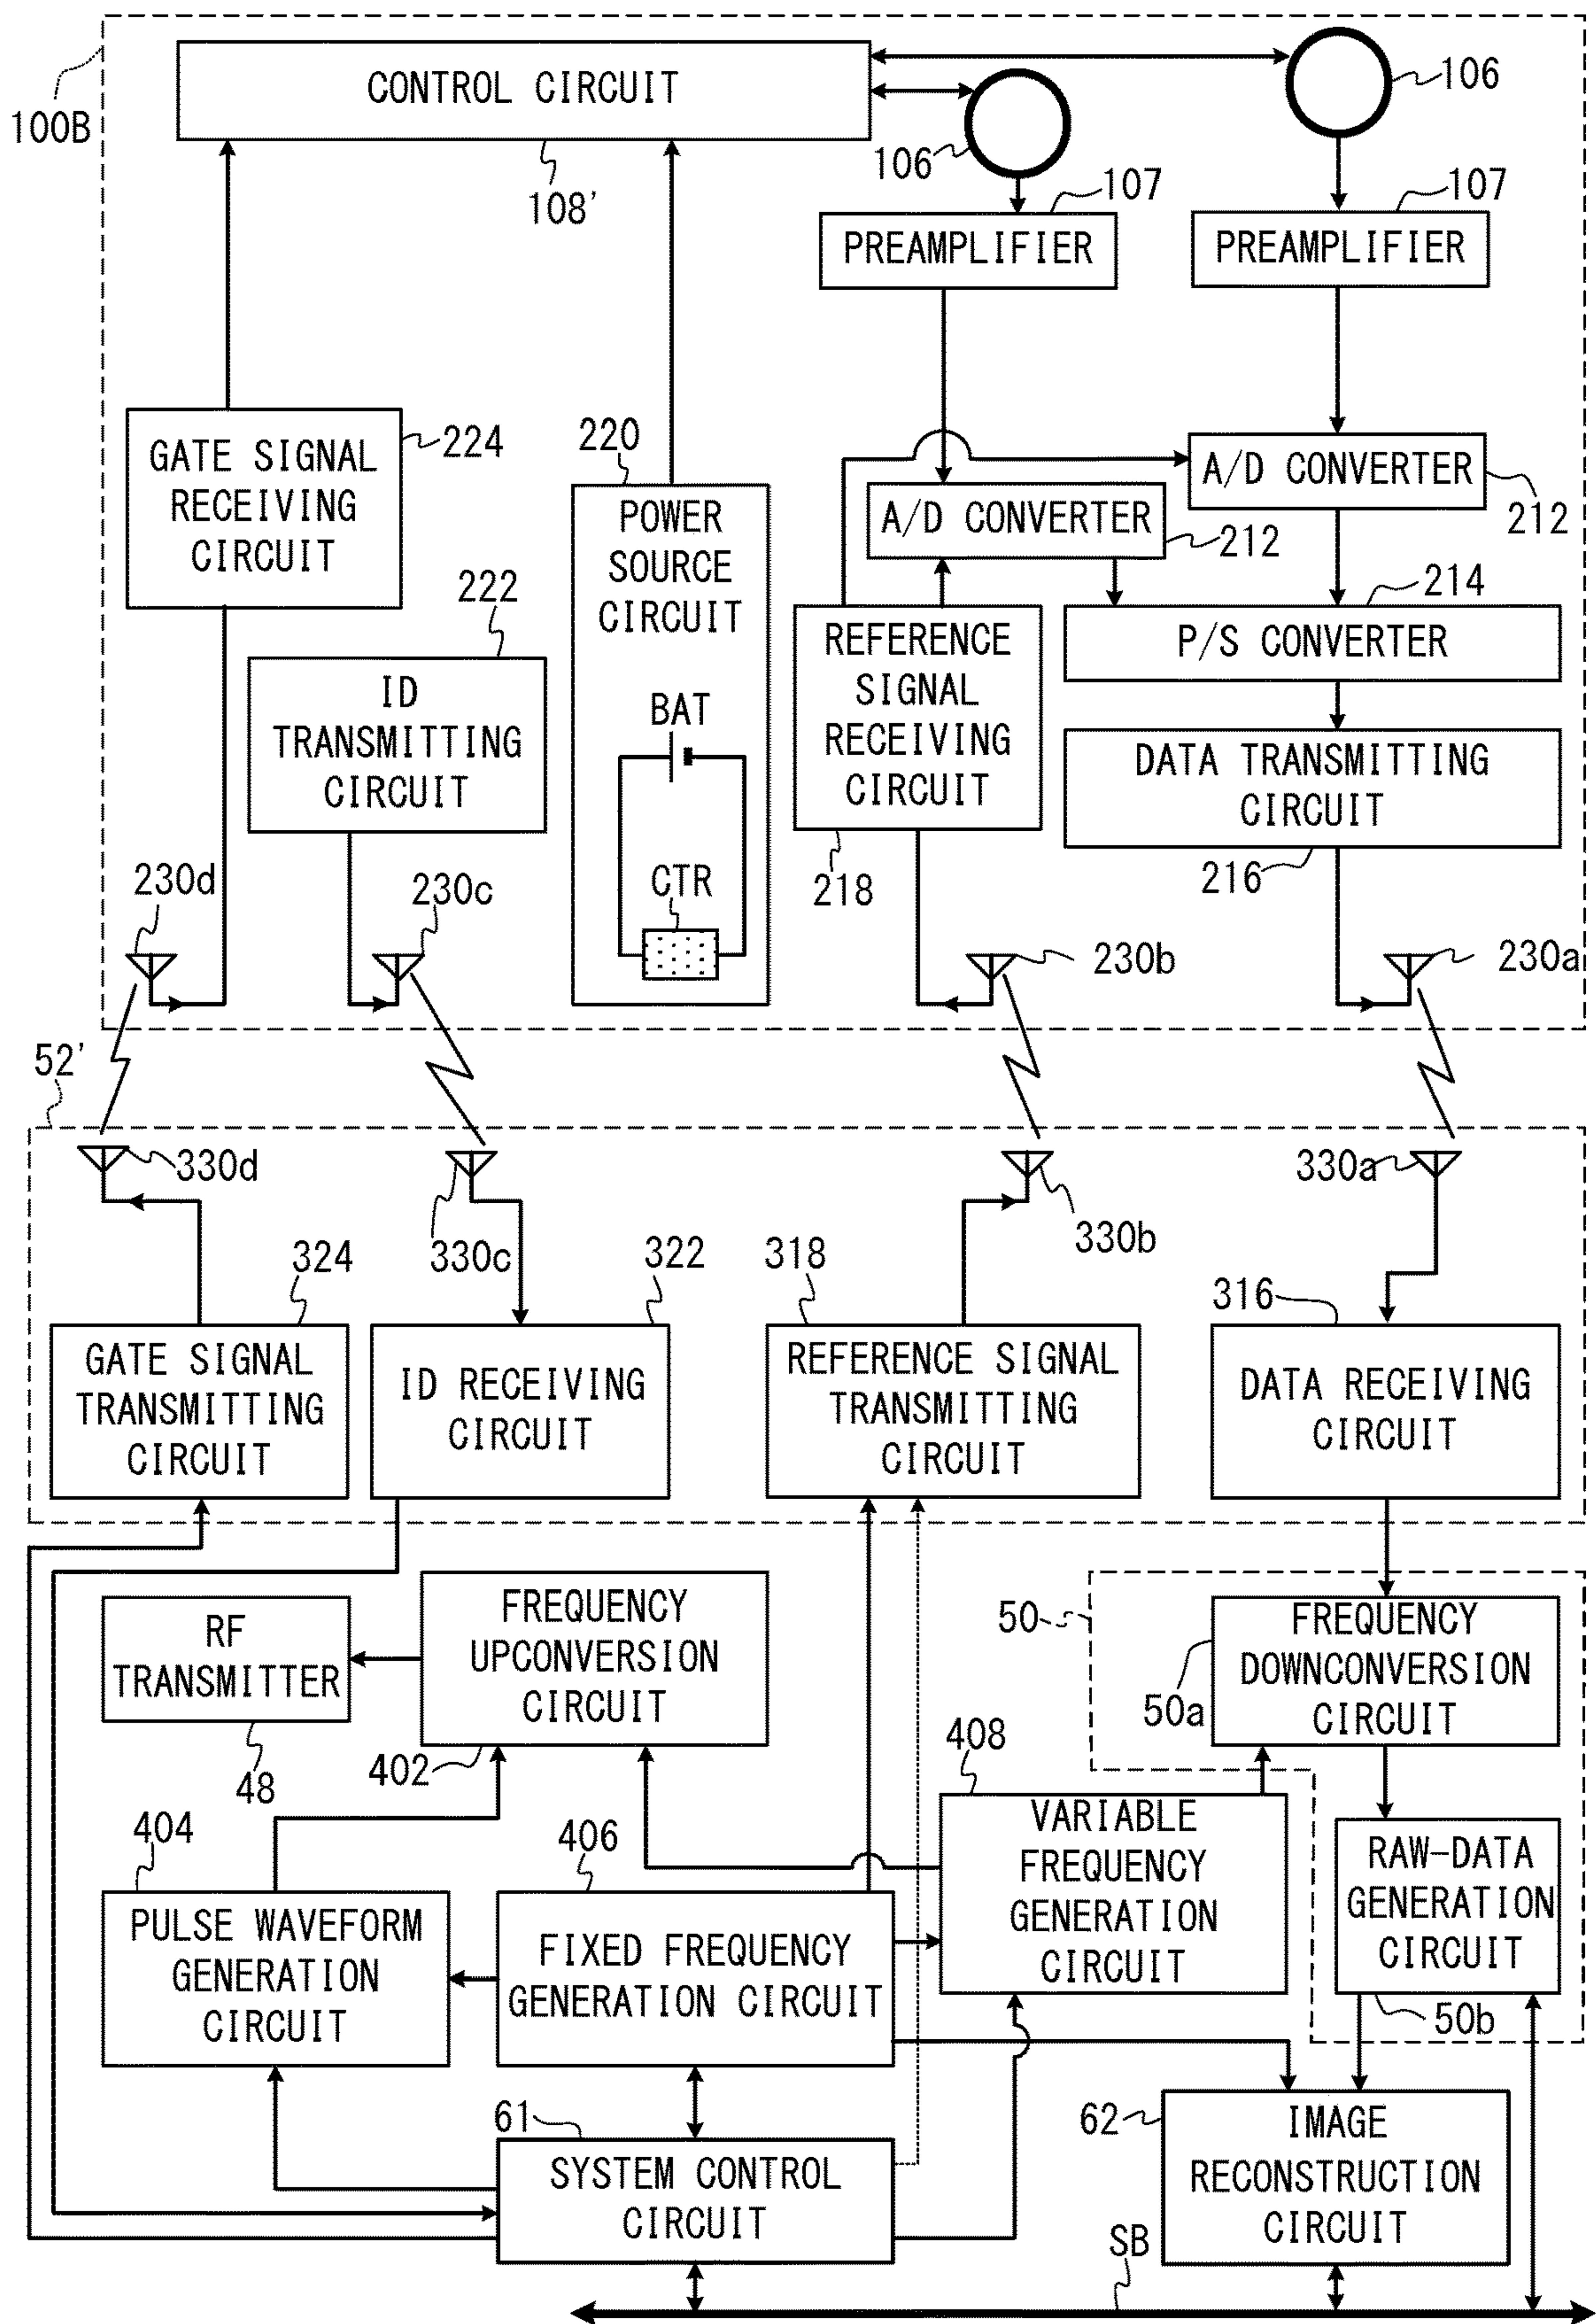 CONTROL CIRCUIT
106
100B
106
108'
107
107
PREAMPLIFIER
PREAMPLIFIER
GATE SIGNAL
RECEIVING
CIRCUIT
224
220
POWER
SOURCE
CIRCUIT
A/D CONVERTER
212
A/D CONVERTER
212
222
214
ID
TRANSMITTING
CIRCUIT
REFERENCE
SIGNAL
RECEIVING
CIRCUIT
P/S CONVERTER
BAT
DATA TRANSMITTING
CIRCUIT
CTR
218
216
230d
230c
230b
230a
52'
330d
330c
330b
330a
324
322
318
316
GATE SIGNAL
TRANSMITTING
CIRCUIT
ID RECEIVING
CIRCUIT
REFERENCE SIGNAL
TRANSMITTING
CIRCUIT
DATA RECEIVING
CIRCUIT
RF
TRANSMITTER
48
FREQUENCY
UPCONVERSION
CIRCUIT
402
50
FREQUENCY
DOWNCONVERSION
CIRCUIT
50a
408
404
406
VARIABLE
FREQUENCY
GENERATION
CIRCUIT
RAW-DATA
GENERATION
CIRCUIT
50b
PULSE WAVEFORM
GENERATION
CIRCUIT
FIXED FREQUENCY
GENERATION CIRCUIT
61
SYSTEM CONTROL
CIRCUIT
62
IMAGE
RECONSTRUCTION
CIRCUIT
SB